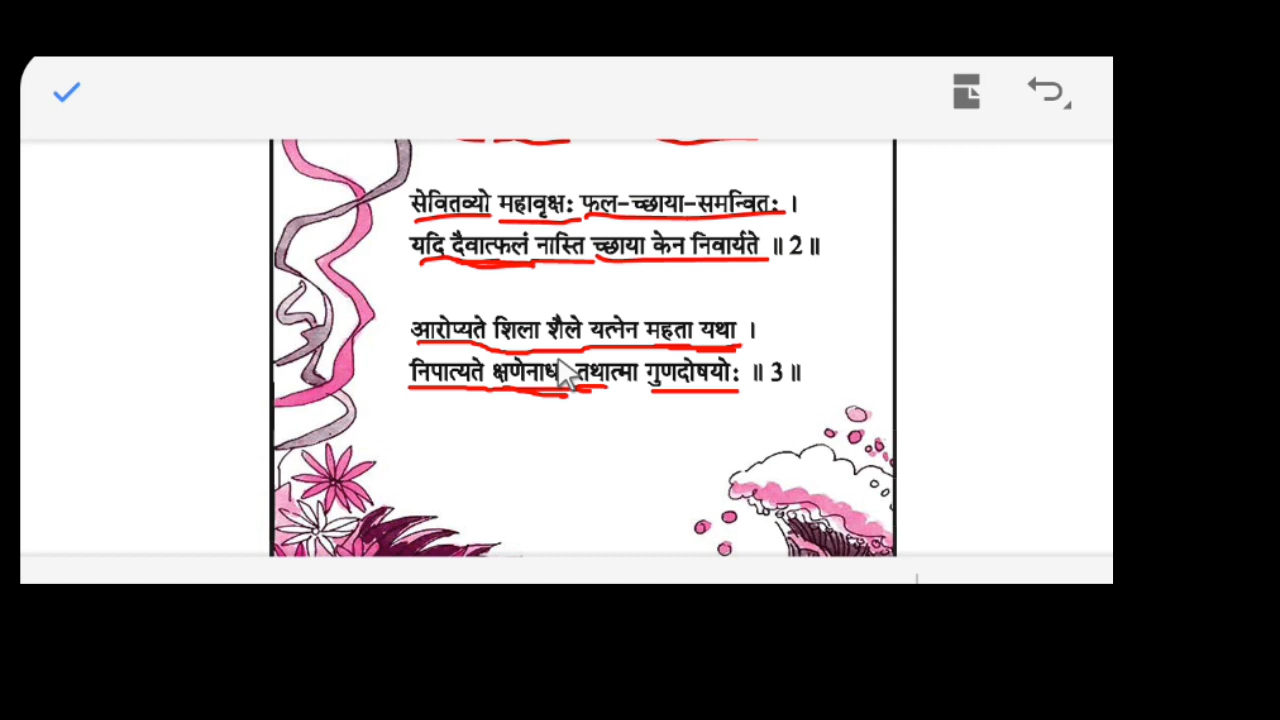 सेवितव्यो महावृक्षः फल-च्छाया-समन्वितः ।
यदि दैवात्फलं नास्ति च्छाया केन निवार्यते ॥ 2 ॥
आरोप्यते शिला शैले यत्नेन महता यथा ।
निपात्यते तथात्मा गुणदोषयोः ॥ 3 ॥